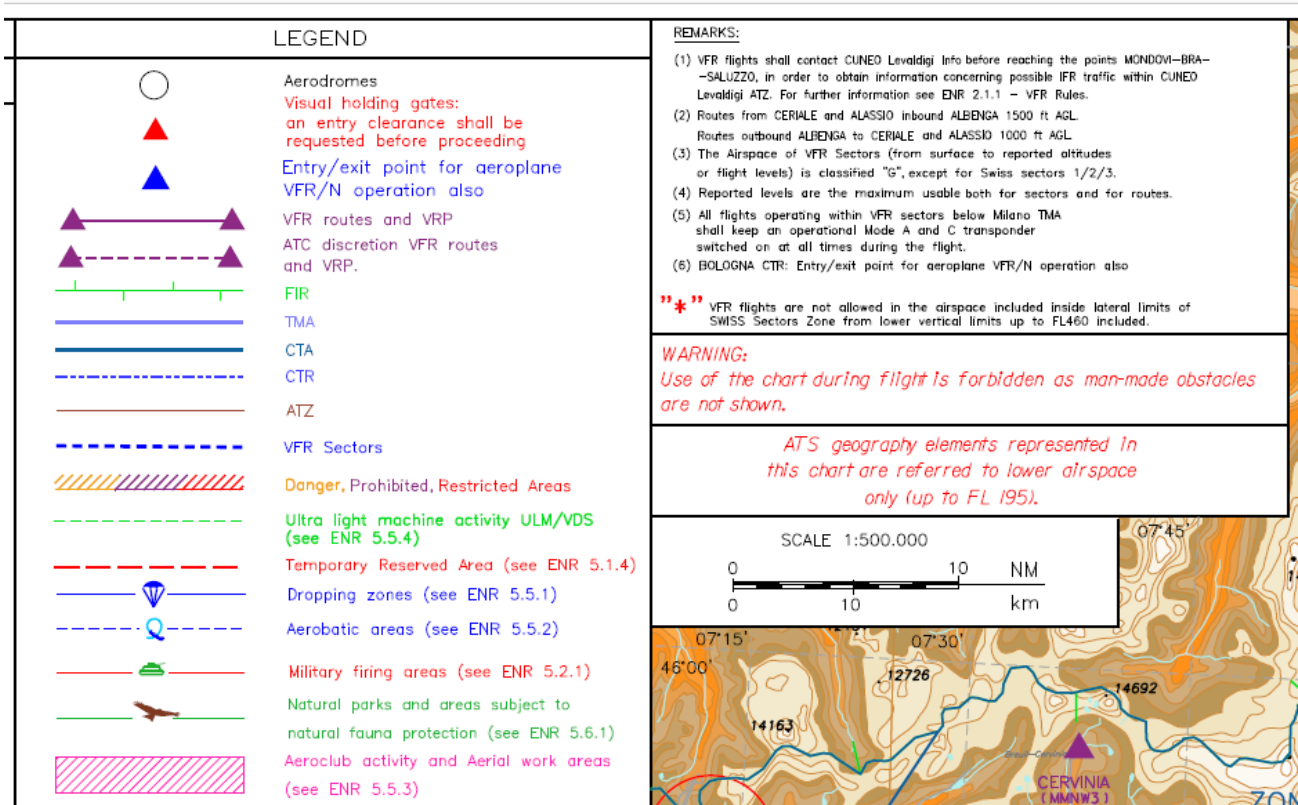 LEGEND
Aerodromes
Visual holding gates:
an entry clearance shall be
requested before proceeding
Entry/exit point for aeroplane
VFR/N operation also
VFR routes and VRP
ATC discretion VFR routes
and VRP.
FIR
TMA
CTA
CTR
ATZ
VFR Sectors
Danger, Prohibited, Restricted Areas
Ultra light machine activity ULM/VDS
(see ENR 5.5.4)
Temporary Reserved Area (see ENR 5.1.4)
Dropping zones (see ENR 5.5.1)
Aerobatic areas (see ENR 5.5.2)
Military firing areas (see ENR 5.2.1)
Natural parks and areas subject to
natural fauna protection (see ENR 5.6.1)
Aeroclub activity and Aerial work areas
(see ENR 5.5.3)
REMARKS:
(1) VFR flights shall contact CUNEO Levaldigi Info before reaching the points MONDOVI-BRA-
-SALUZZO, in order to obtain information concerning possible IFR traffic within CUNEO
Levaldigi ATZ. For further information see ENR 2.1.1 - VFR Rules.
(2) Routes from CERIALE and ALASSIO inbound ALBENGA 1500 ft AGL.
Routes outbound ALBENGA to CERIALE and ALASSIO 1000 ft AGL
(3) The Airspace of VFR Sectors (from surface to reported altitudes
or flight levels) is classified "G", except for Swiss sectors 1/2/3.
(4) Reported levels are the maximum usable both for sectors and for routes.
(5) All flights operating within VFR sectors below Milano TMA
shall keep an operational Mode A and C transponder
switched on at all times during the flight.
(6) BOLOGNA CTR: Entry/exit point for aeroplane VFR/N operation also
"*" VFR flights are not allowed in the airspace included inside lateral limits of
SWISS Sectors Zone from lower vertical limits up to FL460 included.
WARNING:
Use of the chart during flight is forbidden as man-made obstacles
are not shown.
ATS geography elements represented in
this chart are referred to lower airspace
only (up to FL 195).
SCALE 1:500.000
0 10 NM
0 10 km
07°45'
07°15'
07°30'
46°00'
12726
14692
14163
Breuil-Cervinia
CERVINIA
(MMNW3)